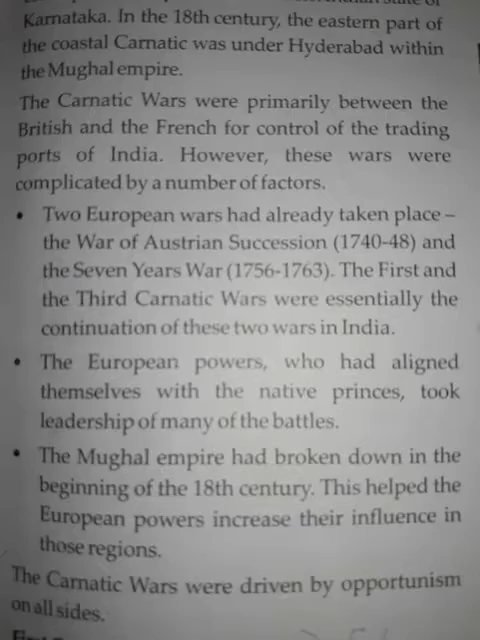 Karnataka. In the 18th century, the eastern part of
the coastal Carnatic was under Hyderabad within
the Mughal empire.
The Carnatic Wars were primarily between the
British and the French for control of the trading
ports of India. However, these wars were
complicated by a number of factors.
• Two European wars had already taken place –
the War of Austrian Succession (1740-48) and
the Seven Years War (1756-1763). The First and
the Third Carnatic Wars were essentially the
continuation of these two wars in India.
• The European powers, who had aligned
themselves with the native princes, took
leadership of many of the battles.
• The Mughal empire had broken down in the
beginning of the 18th century. This helped the
European powers increase their influence in
those regions.
The Carnatic Wars were driven by opportunism
on all sides.